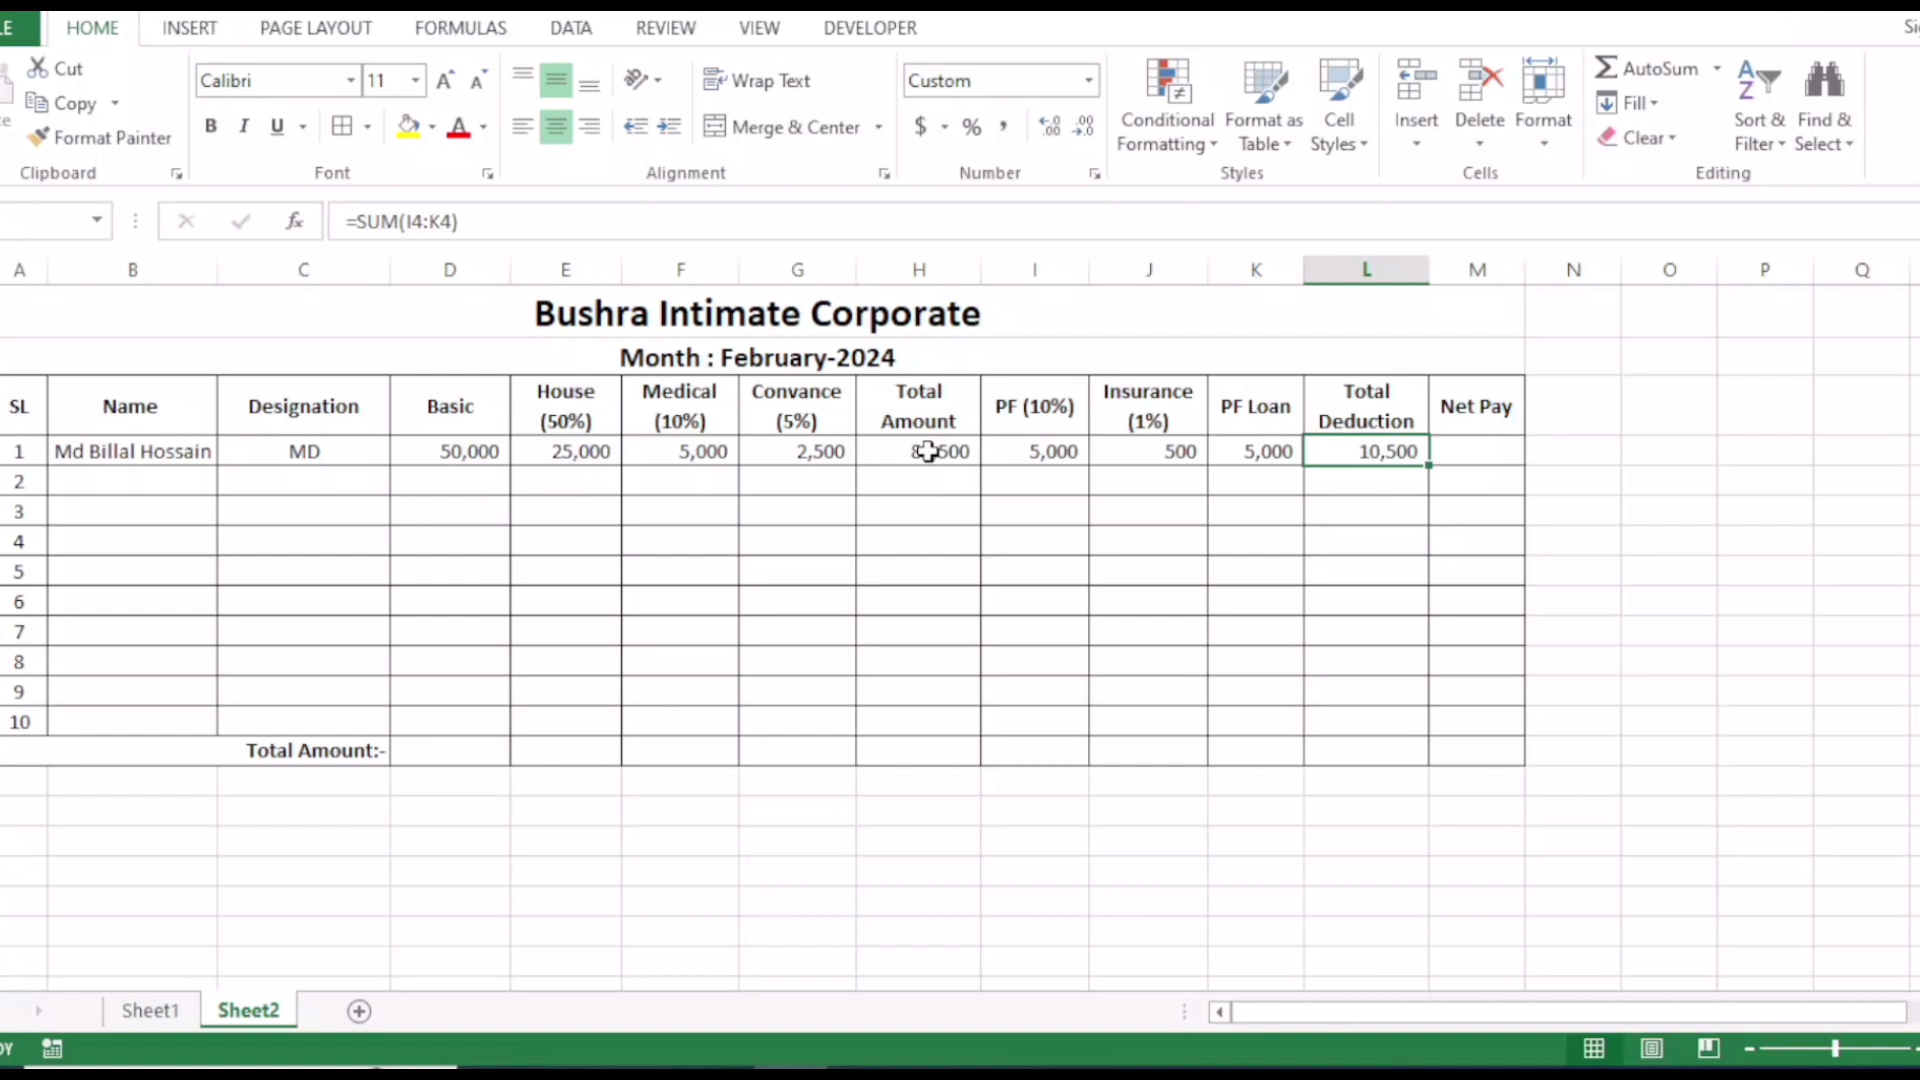 HOME INSERT PAGE LAYOUT FORMULAS DATA REVIEW VIEW DEVELOPER
Cut
Copy
Format Painter
Clipboard
Calibri 11
B I U
Font
Wrap Text
Merge & Center
Alignment
Custom
$ % ,
Number
Conditional Formatting
Format as Table
Cell Styles
Styles
Insert Delete Format
Cells
AutoSum
Fill
Clear
Sort & Filter
Find & Select
Editing
fx =SUM(I4:K4)
A B C D E F G H I J K L M N O P Q
Bushra Intimate Corporate
Month : February-2024
SL Name Designation Basic House (50%) Medical (10%) Convance (5%) Total Amount PF (10%) Insurance (1%) PF Loan Total Deduction Net Pay
1 Md Billal Hossain MD 50,000 25,000 5,000 2,500 5,000 500 5,000 10,500
2
3
4
5
6
7
8
9
10
Total Amount:-
Sheet1 Sheet2